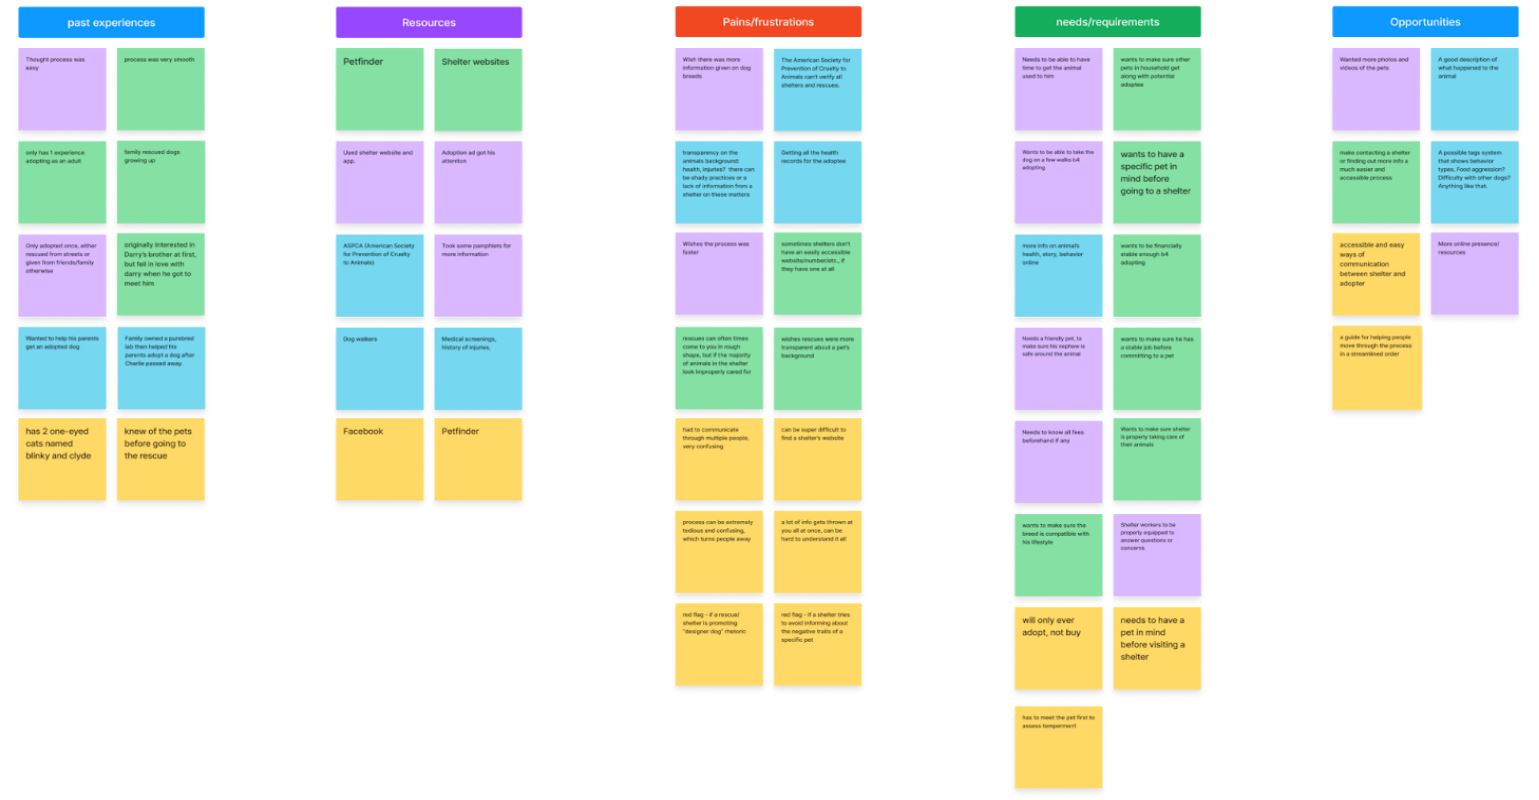 past experiences
Thought process was
easy
process was very smooth
only has 1 experience
adopting as an adult
family rescued dogs
growing up
Only adopted once, either
rescued from streets or
given from friends/family
otherwise
originally interested in
Darry's brother at first,
but fell in love with
darry when he got to
meet him
Wanted to help his parents
get an adopted dog
Family owned a purebred
lab then helped his
parents adopt a dog after
Charlie passed away.
has 2 one-eyed
cats named
blinky and clyde
knew of the pets
before going to
the rescue
Resources
Petfinder
Shelter websites
Used shelter website and
app.
Adoption ad got his
attention
ASPCA (American Society
for Prevention of Cruelty
to Animals)
Took some pamphlets for
more information
Dog walkers
Medical screenings,
history of injuries,
Facebook
Petfinder
Pains/frustrations
Wish there was more
information given on dog
breeds
The American Society for
Prevention of Cruelty to
Animals can't verify all
shelters and rescues.
transparency on the
animals background:
health, injuries? there can
be shady practices or a
lack of information from a
shelter on these matters
Getting all the health
records for the adoptee
Wishes the process was
faster
sometimes shelters don't
have an easily accessible
website/number/etc., if
they have one at all
rescues can often times
come to you in rough
shape, but if the majority
of animals in the shelter
look improperly cared for
wishes rescues were more
transparent about a pet's
background
had to communicate
through multiple people,
very confusing
can be super difficult to
find a shelter's website
process can be extremely
tedious and confusing,
which turns people away
a lot of info gets thrown at
you all at once, can be
hard to understand it all
red flag - if a rescue/
shelter is promoting
"designer dog" rhetoric
red flag - if a shelter tries
to avoid informing about
the negative traits of a
specific pet
needs/requirements
Needs to be able to have
time to get the animal
used to him
wants to make sure other
pets in household get
along with potential
adoptee
Wants to be able to take the
dog on a few walks b4
adopting
wants to have a
specific pet in
mind before
going to a shelter
more info on animals
health, story, behavior
online
wants to be financially
stable enough b4
adopting
Needs a friendly pet, to
make sure his nephew is
safe around the animal
wants to make sure he has
a stable job before
committing to a pet
Needs to know all fees
beforehand if any
Wants to make sure shelter
is properly taking care of
their animals
wants to make sure the
breed is compatible with
his lifestyle
Shelter workers to be
properly equipped to
answer questions or
concerns
will only ever
adopt, not buy
needs to have a
pet in mind
before visiting a
shelter
has to meet the pet first to
assess temperment
Opportunities
Wanted more photos and
videos of the pets
A good description of
what happened to the
animal
make contacting a shelter
or finding out more info a
much easier and
accessible process
A possible tags system
that shows behavior
types. Food aggression?
Difficulty with other dogs?
Anything like that.
accessible and easy
ways of
communication
between shelter and
adopter
More online presence/
resources
a guide for helping people
move through the process
in a streamlined order